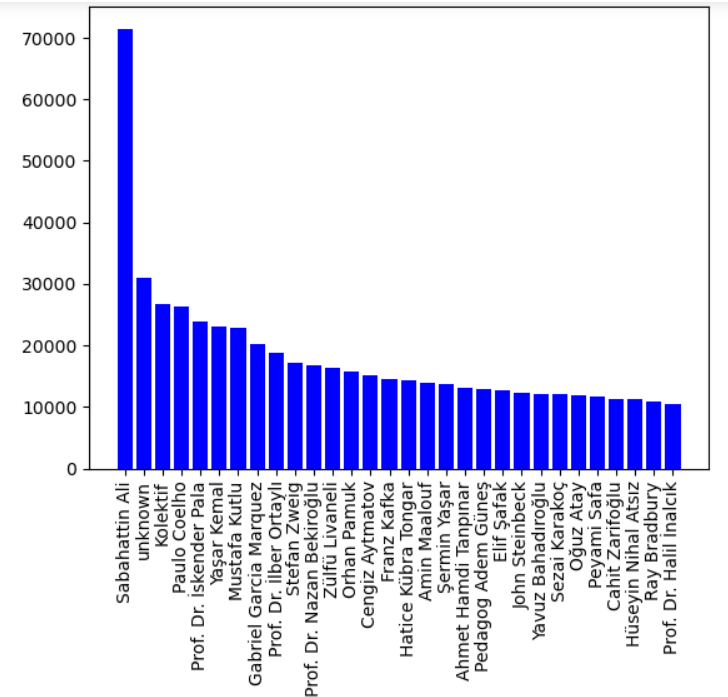 70000
60000
50000
40000
30000
20000
10000
0
Sabahattin Ali
unknown
Kolektif
Paulo Coelho
Prof. Dr. İskender Pala
Yaşar Kemal
Mustafa Kutlu
Gabriel Garcia Marquez
Prof. Dr. İlber Ortaylı
Stefan Zweig
Prof. Dr. Nazan Bekiroğlu
Zülfü Livaneli
Orhan Pamuk
Cengiz Aytmatov
Franz Kafka
Hatice Kübra Tongar
Amin Maalouf
Şermin Yaşar
Ahmet Hamdi Tanpınar
Pedagog Adem Güneş
Elif Şafak
John Steinbeck
Yavuz Bahadıroğlu
Sezai Karakoç
Oğuz Atay
Peyami Safa
Cahit Zarifoğlu
Hüseyin Nihal Atsız
Ray Bradbury
Prof. Dr. Halil İnalcık